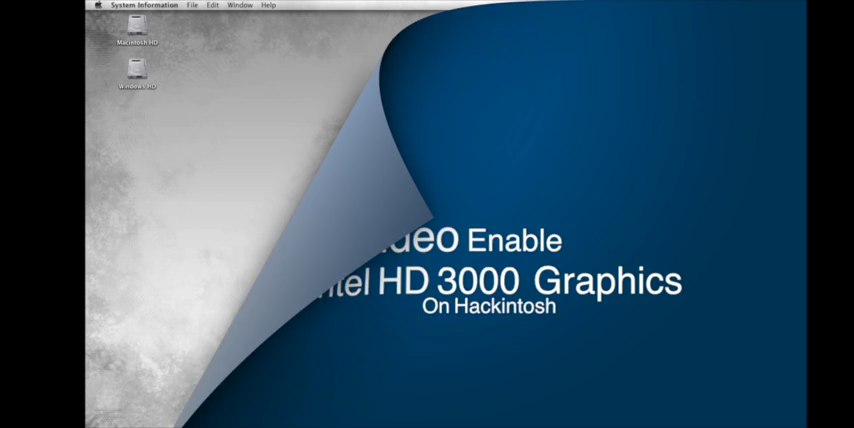 System Information File Edit Window Help
Macintosh HD
Windows HD
Enable
HD 3000 Graphics
On Hackintosh